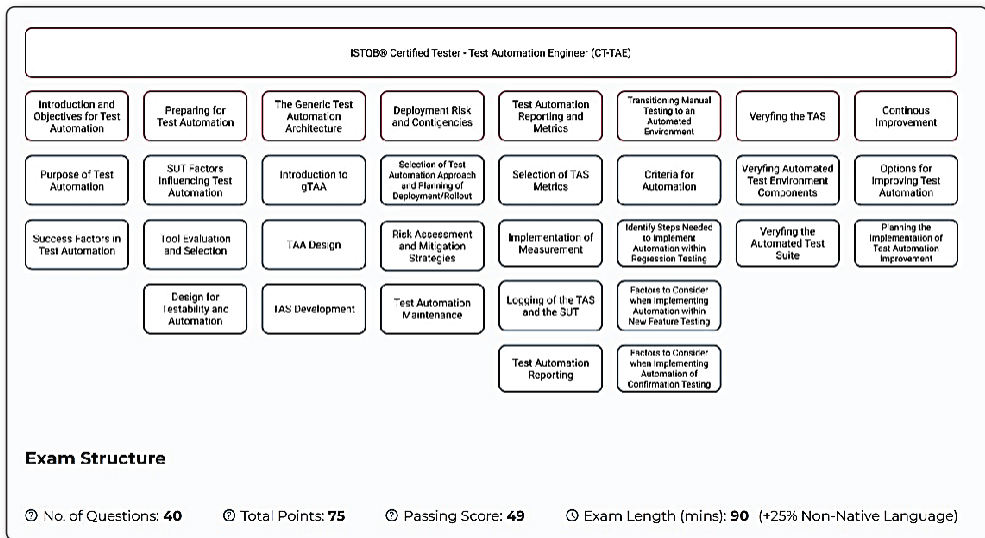 ISTQB® Certified Tester - Test Automation Engineer (CT-TAE)
Introduction and
Objectives for Test
Automation
Preparing for
Test Automation
The Generic Test
Automation
Architecture
Deployment Risk
and Contigencies
Test Automation
Reporting and
Metrics
Transitioning Manual
Testing to an
Automated
Environment
Veryfing the TAS
Continous
Improvement
Purpose of Test
Automation
SUT Factors
Influencing Test
Automation
Introduction to
gTAA
Selection of Test
Automation Approach
and Planning of
Deployment/Rollout
Selection of TAS
Metrics
Criteria for
Automation
Veryfing Automated
Test Environment
Components
Options for
Improving Test
Automation
Success Factors in
Test Automation
Tool Evaluation
and Selection
TAA Design
Risk Assessment
and Mitigation
Strategies
Implementation of
Measurement
Identify Steps Needed
to Implement
Automation within
Regression Testing
Veryfing the
Automated Test
Suite
Planning the
Implementation of
Test Automation
Improvement
Design for
Testability and
Automation
TAS Development
Test Automation
Maintenance
Logging of the TAS
and the SUT
Factors to Consider
when Implementing
Automation within
New Feature Testing
Test Automation
Reporting
Factors to Consider
when Implementing
Automation of
Confirmation Testing
Exam Structure
No. of Questions: 40 Total Points: 75 Passing Score: 49 Exam Length (mins): 90 (+25% Non-Native Language)